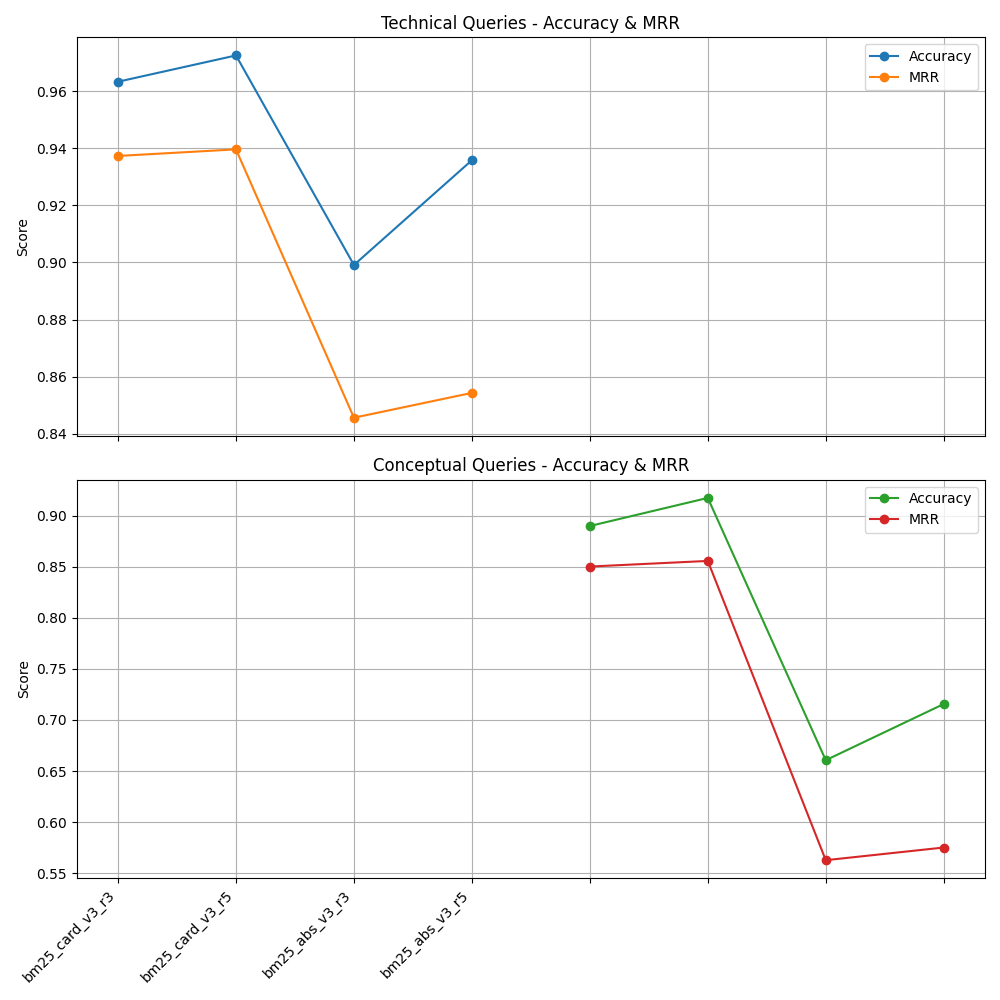 Technical Queries - Accuracy & MRR
Accuracy
MRR
0.96
0.94
0.92
0.90
0.88
0.86
0.84
Score
Conceptual Queries - Accuracy & MRR
Accuracy
MRR
0.90
0.85
0.80
0.75
0.70
0.65
0.60
0.55
Score
bm25_card_v3_r3
bm25_card_v3_r5
bm25_abs_v3_r3
bm25_abs_v3_r5